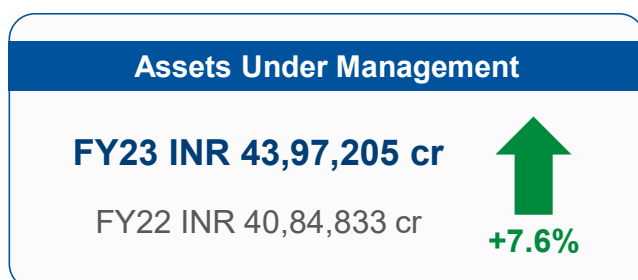 Assets Under Management
FY23 INR 43,97,205 cr
FY22 INR 40,84,833 cr
+7.6%